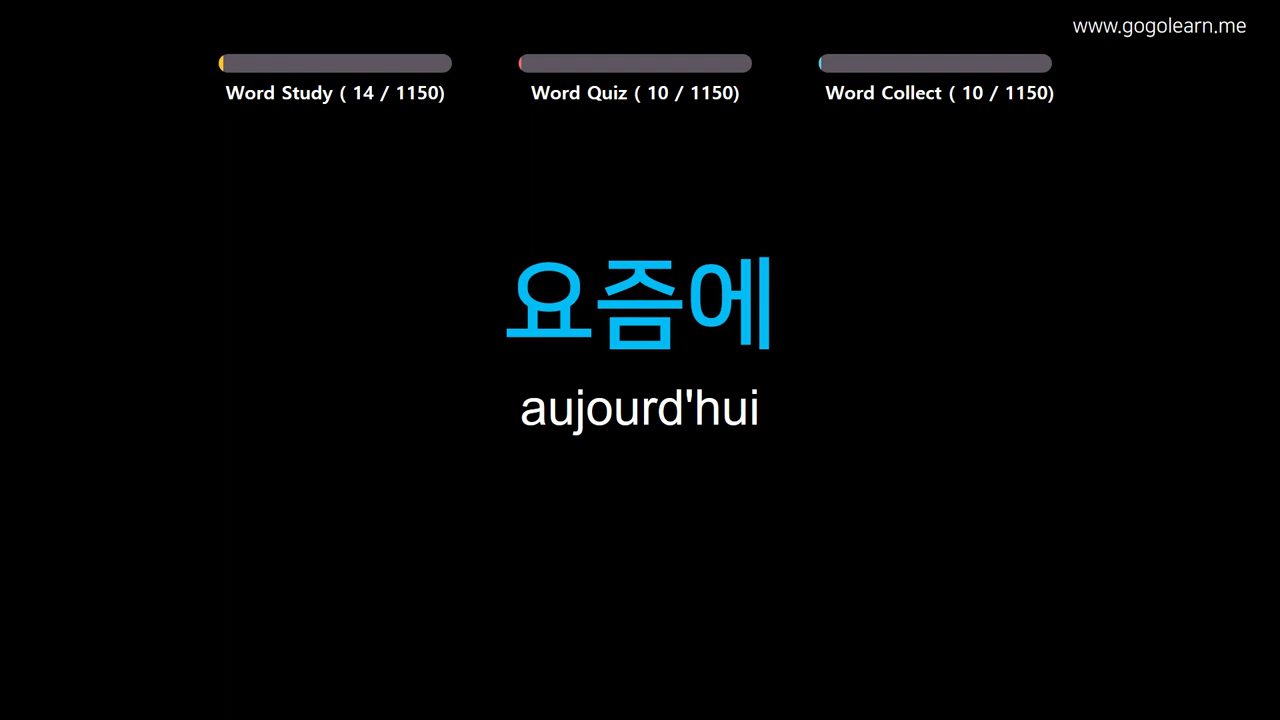 www.gogolearn.me
Word Study ( 14 / 1150)
Word Quiz ( 10 / 1150)
Word Collect ( 10 / 1150)
요즘에
aujourd'hui